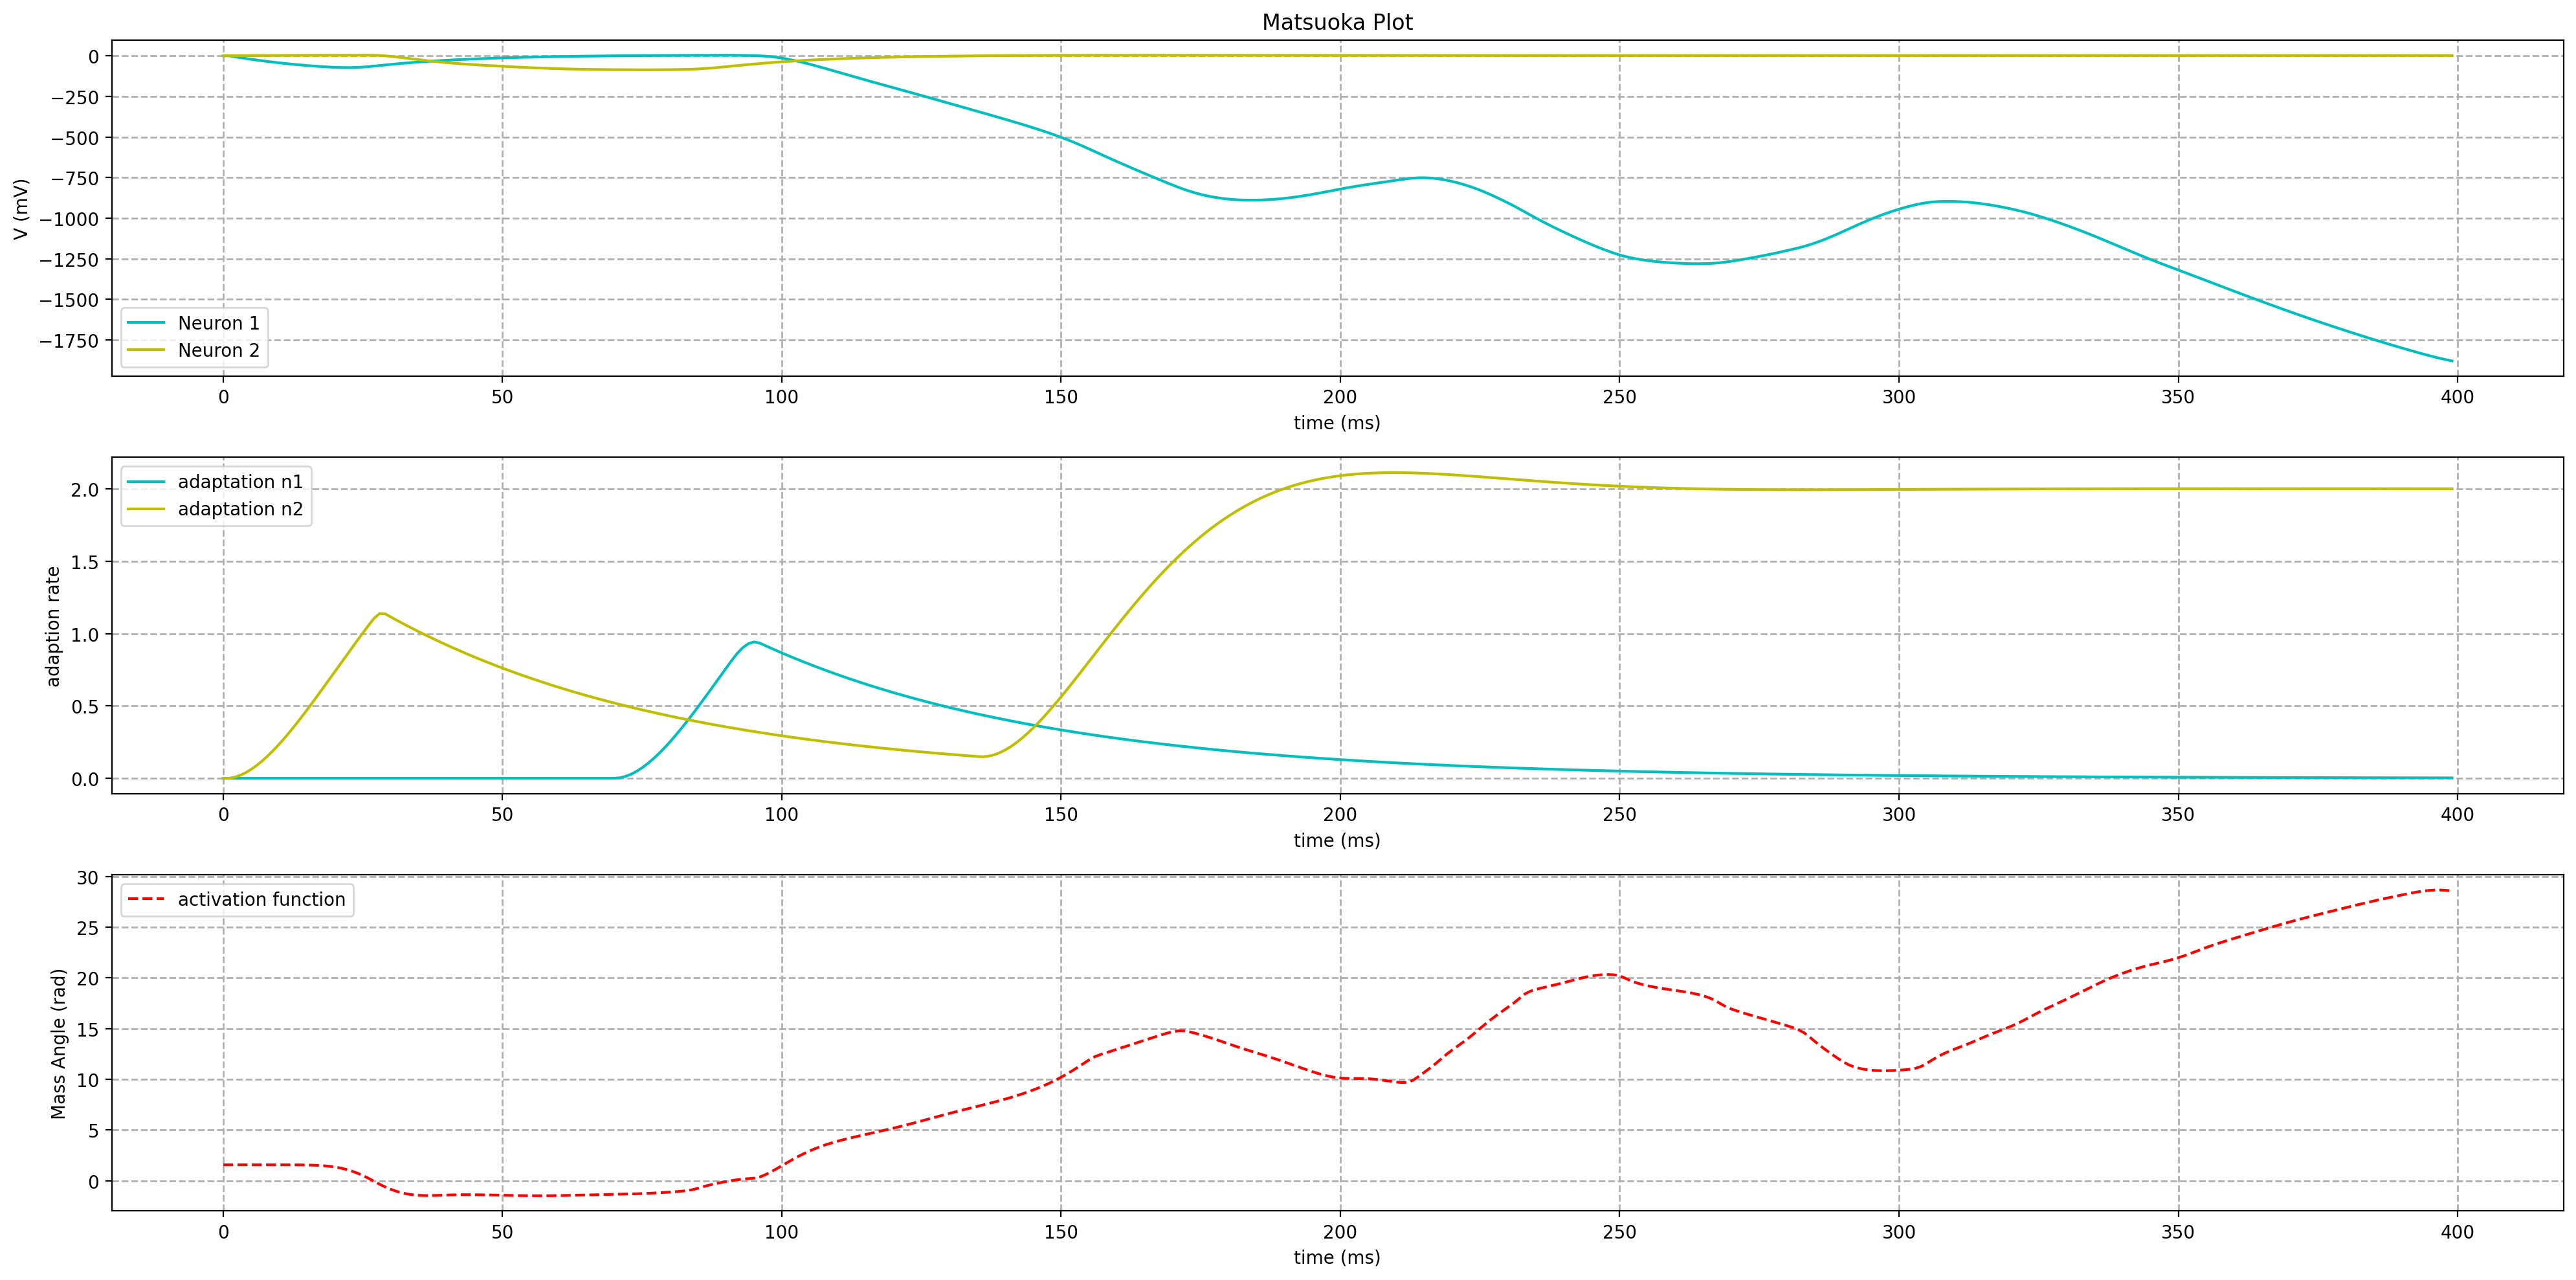 Matsuoka Plot
V (mV)
0
−250
−500
−750
−1000
−1250
−1500
−1750
Neuron 1
Neuron 2
0 50 100 150 200 250 300 350 400
time (ms)
adaption rate
2.0
1.5
1.0
0.5
0.0
adaptation n1
adaptation n2
0 50 100 150 200 250 300 350 400
time (ms)
Mass Angle (rad)
30
25
20
15
10
5
0
activation function
0 50 100 150 200 250 300 350 400
time (ms)